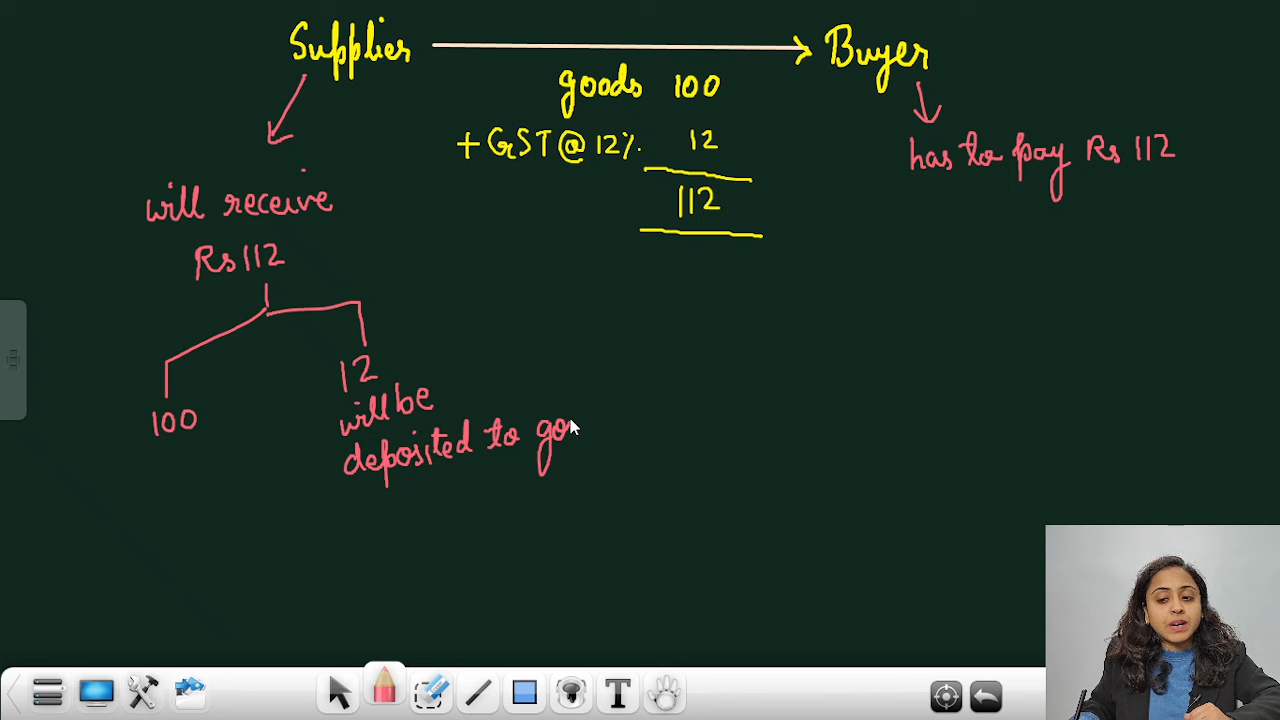 Supplier
Buyer
goods 100
+ GST @ 12%. 12
112
has to pay Rs 112
will receive
Rs 112
100
12
will be
deposited to go
T